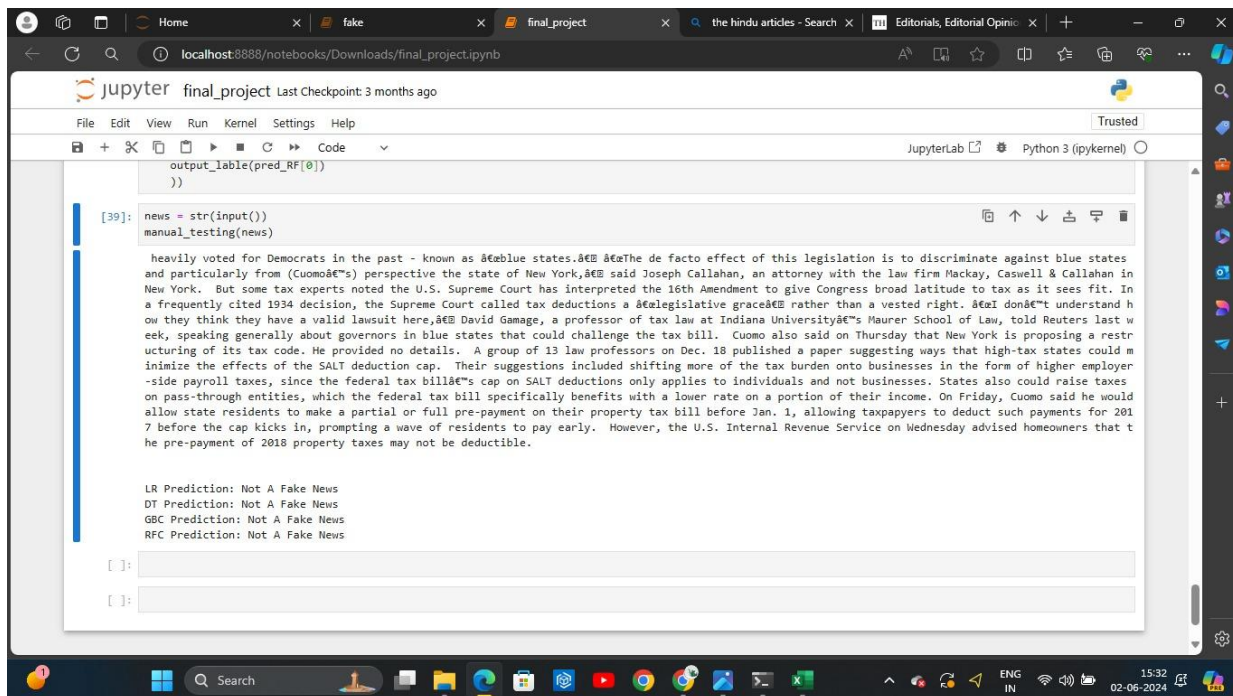 Home
fake
final_project
the hindu articles - Search
TH Editorials, Editorial Opinio
localhost:8888/notebooks/Downloads/final_project.ipynb
jupyter final_project Last Checkpoint: 3 months ago
File Edit View Run Kernel Settings Help
Trusted
Code
JupyterLab
Python 3 (ipykernel)
output_lable(pred_RF[0])
))
[39]: news = str(input())
manual_testing(news)
heavily voted for Democrats in the past - known as â€œblue states.â€ â€œThe de facto effect of this legislation is to discriminate against blue states
and particularly from (Cuomoâ€™s) perspective the state of New York,â€ said Joseph Callahan, an attorney with the law firm Mackay, Caswell & Callahan in
New York.  But some tax experts noted the U.S. Supreme Court has interpreted the 16th Amendment to give Congress broad latitude to tax as it sees fit. In
a frequently cited 1934 decision, the Supreme Court called tax deductions a â€œlegislative graceâ€ rather than a vested right. â€œI donâ€™t understand h
ow they think they have a valid lawsuit here,â€ David Gamage, a professor of tax law at Indiana Universityâ€™s Maurer School of Law, told Reuters last w
eek, speaking generally about governors in blue states that could challenge the tax bill.  Cuomo also said on Thursday that New York is proposing a restr
ucturing of its tax code. He provided no details.  A group of 13 law professors on Dec. 18 published a paper suggesting ways that high-tax states could m
inimize the effects of the SALT deduction cap.  Their suggestions included shifting more of the tax burden onto businesses in the form of higher employer
-side payroll taxes, since the federal tax billâ€™s cap on SALT deductions only applies to individuals and not businesses. States also could raise taxes
on pass-through entities, which the federal tax bill specifically benefits with a lower rate on a portion of their income. On Friday, Cuomo said he would
allow state residents to make a partial or full pre-payment on their property tax bill before Jan. 1, allowing taxpapyers to deduct such payments for 201
7 before the cap kicks in, prompting a wave of residents to pay early.  However, the U.S. Internal Revenue Service on Wednesday advised homeowners that t
he pre-payment of 2018 property taxes may not be deductible.
LR Prediction: Not A Fake News
DT Prediction: Not A Fake News
GBC Prediction: Not A Fake News
RFC Prediction: Not A Fake News
[ ]:
[ ]:
1
Search
ENG
IN
15:32
02-06-2024